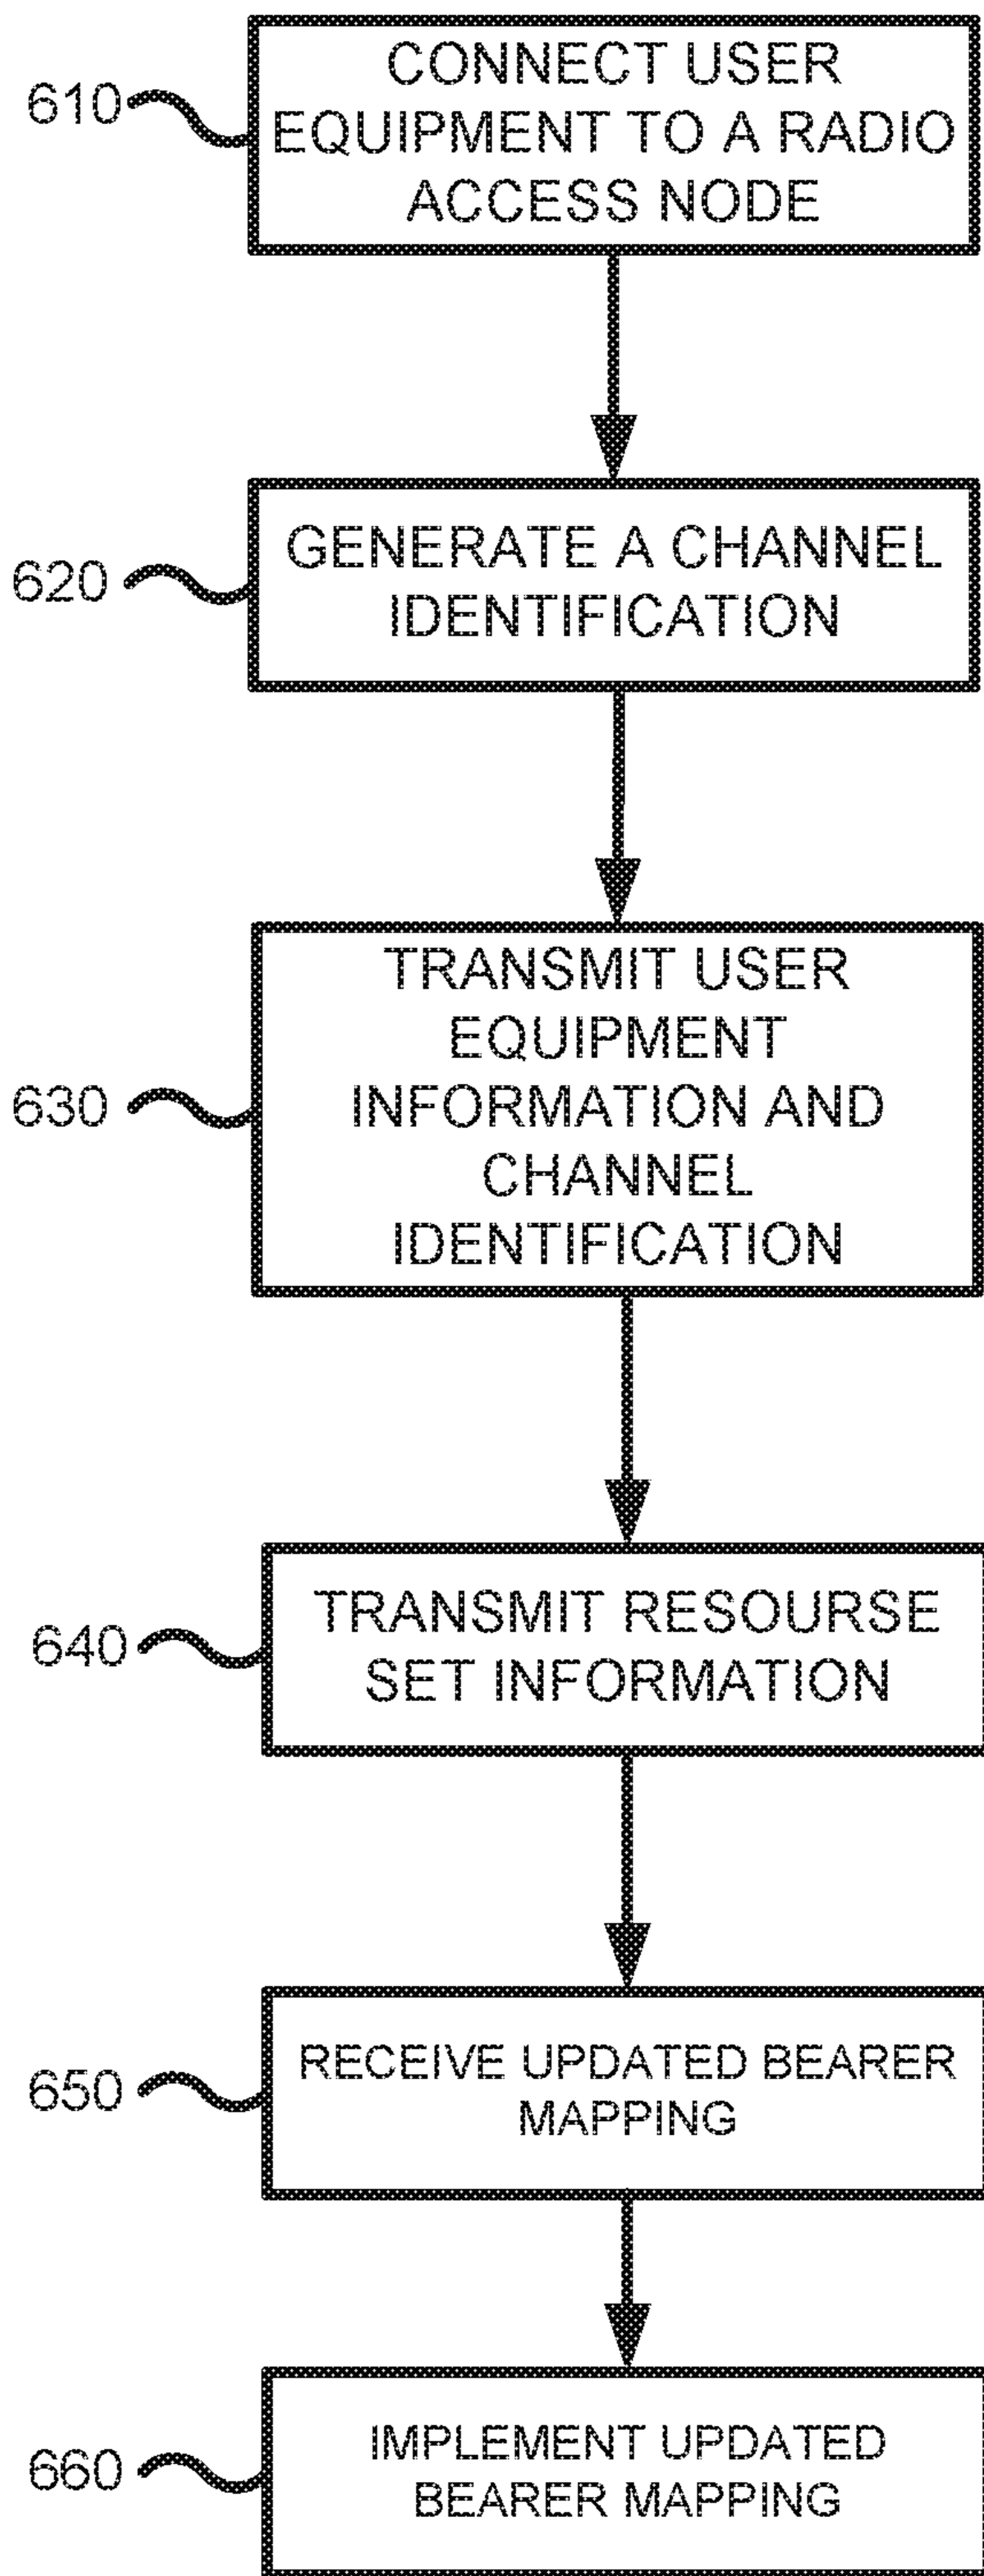 610
CONNECT USER
EQUIPMENT TO A RADIO
ACCESS NODE
620
GENERATE A CHANNEL
IDENTIFICATION
630
TRANSMIT USER
EQUIPMENT
INFORMATION AND
CHANNEL
IDENTIFICATION
640
TRANSMIT RESOURSE
SET INFORMATION
650
RECEIVE UPDATED BEARER
MAPPING
660
IMPLEMENT UPDATED
BEARER MAPPING